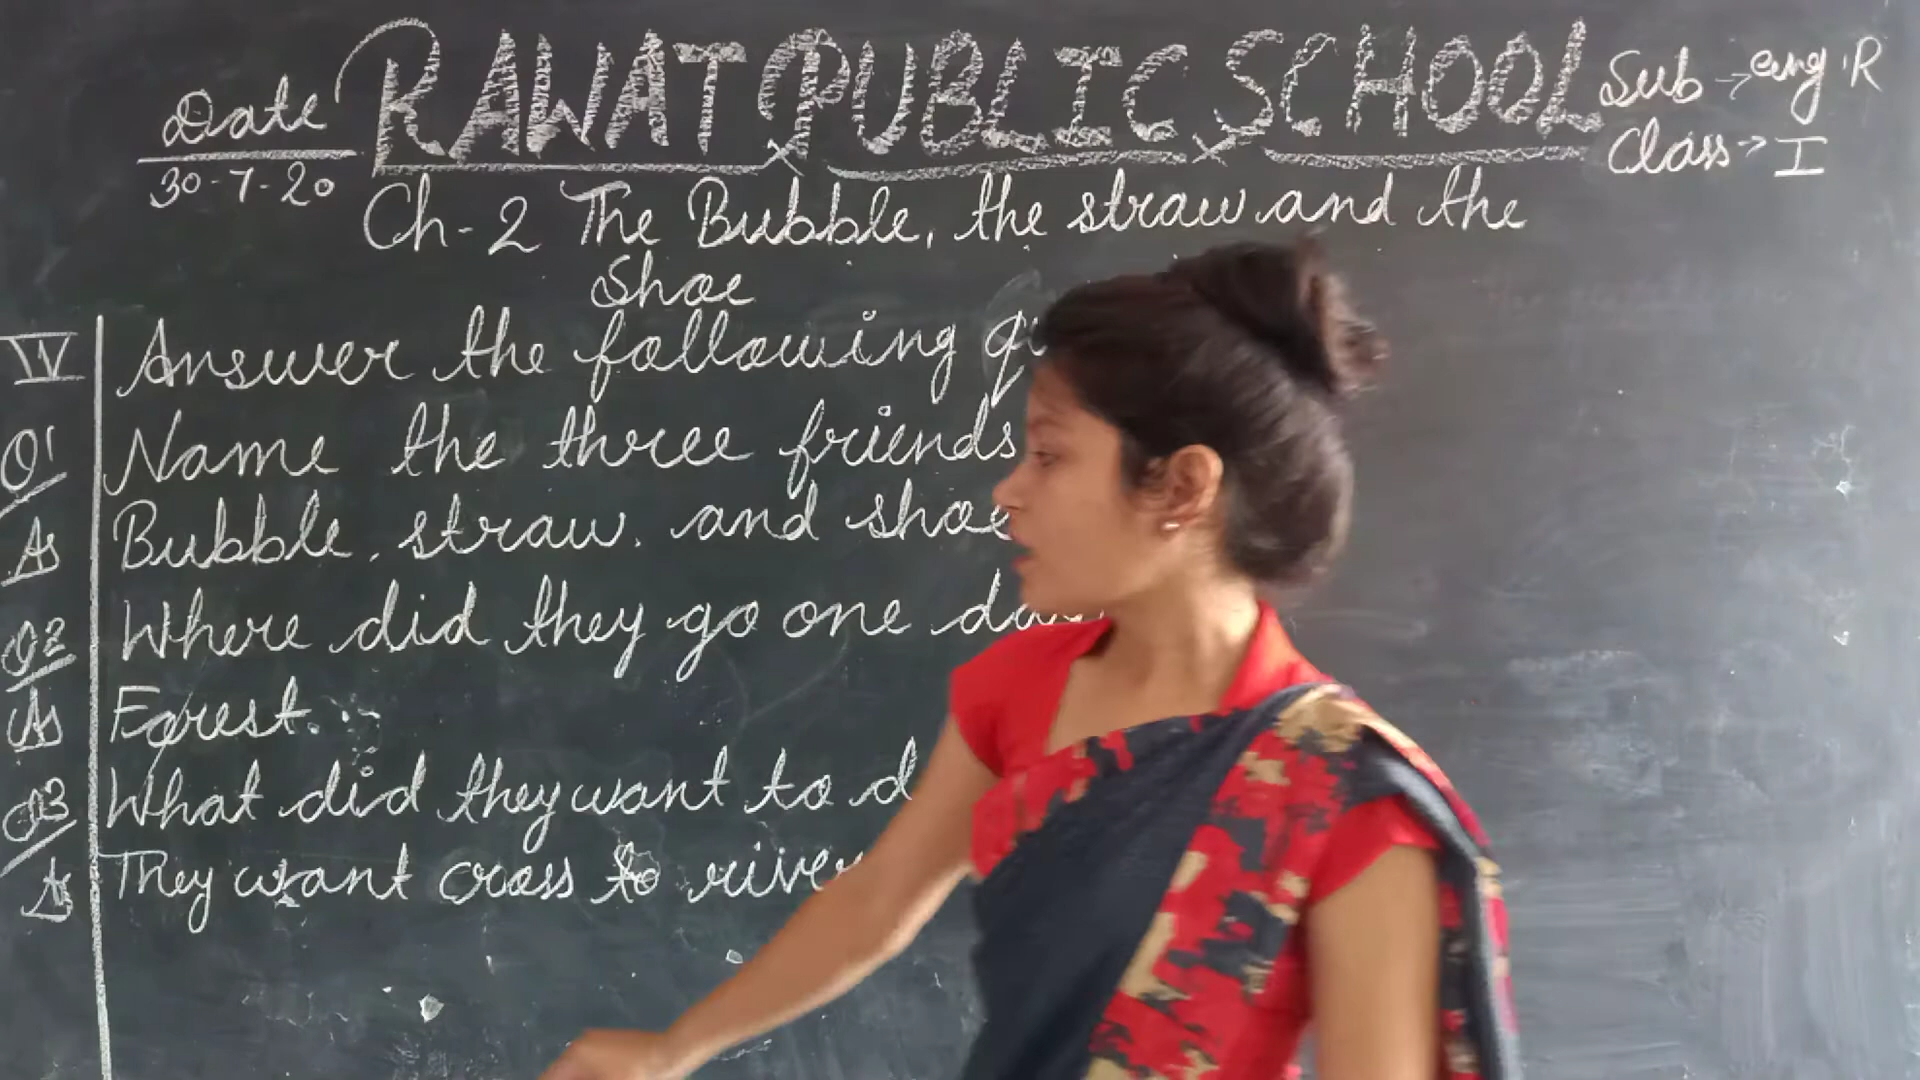 RAWAT PUBLIC SCHOOL
Date
30-7-20
Sub → eng R
Class → I
Ch-2 The Bubble, the straw and the
Shoe
IV Answer the following
Q1 Name the three friends
A Bubble, straw. and shoe
Q2 Where did they go one day
A Forest.
Q3 What did they want to d
A They want cross to river